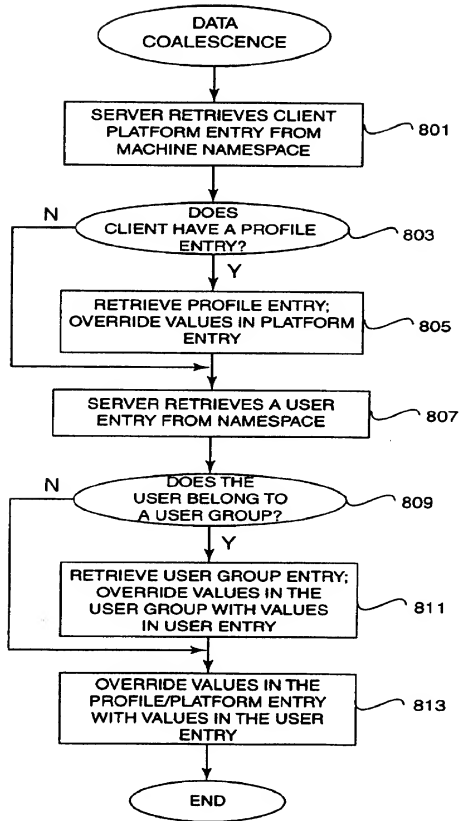 DATA
COALESCENCE
SERVER RETRIEVES CLIENT
PLATFORM ENTRY FROM
MACHINE NAMESPACE
801
N
DOES
CLIENT HAVE A PROFILE
ENTRY?
803
Y
RETRIEVE PROFILE ENTRY;
OVERRIDE VALUES IN PLATFORM
ENTRY
805
SERVER RETRIEVES A USER
ENTRY FROM NAMESPACE
807
N
DOES THE
USER BELONG TO
A USER GROUP?
809
Y
RETRIEVE USER GROUP ENTRY;
OVERRIDE VALUES IN THE
USER GROUP WITH VALUES
IN USER ENTRY
811
OVERRIDE VALUES IN THE
PROFILE/PLATFORM ENTRY
WITH VALUES IN THE USER
ENTRY
813
END